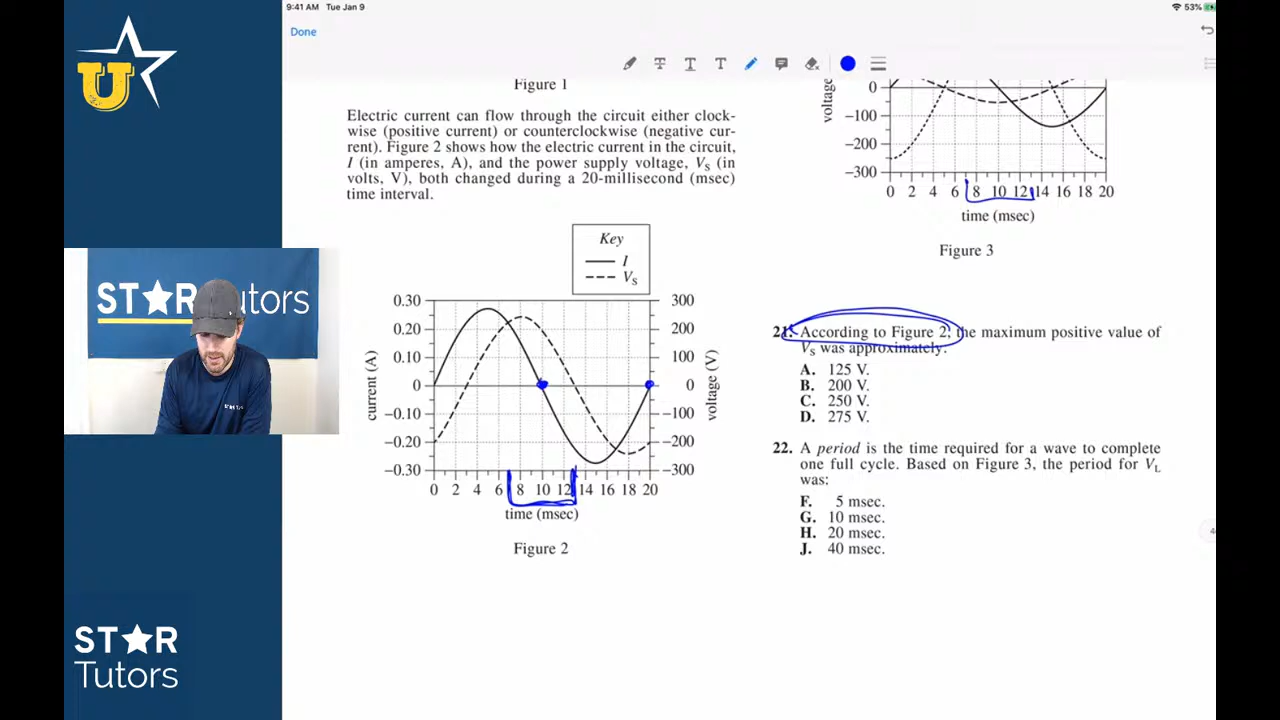 9:41 AM Tue Jan 9
53%
Done
U
T T T
Figure 1
Electric current can flow through the circuit either clock-
wise (positive current) or counterclockwise (negative cur-
rent). Figure 2 shows how the electric current in the circuit,
I (in amperes, A), and the power supply voltage, VS (in
volts, V), both changed during a 20-millisecond (msec)
time interval.
Key
I
VS
0.30
0.20
0.10
0
−0.10
−0.20
−0.30
current (A)
300
200
100
0
−100
−200
−300
voltage (V)
0 2 4 6 8 10 12 14 16 18 20
time (msec)
Figure 2
voltage
0
−100
−200
−300
0 2 4 6 8 10 12 14 16 18 20
time (msec)
Figure 3
21. According to Figure 2, the maximum positive value of
VS was approximately:
A. 125 V.
B. 200 V.
C. 250 V.
D. 275 V.
22. A period is the time required for a wave to complete
one full cycle. Based on Figure 3, the period for VL
was:
F. 5 msec.
G. 10 msec.
H. 20 msec.
J. 40 msec.
ST★R Tutors
ST★R
Tutors